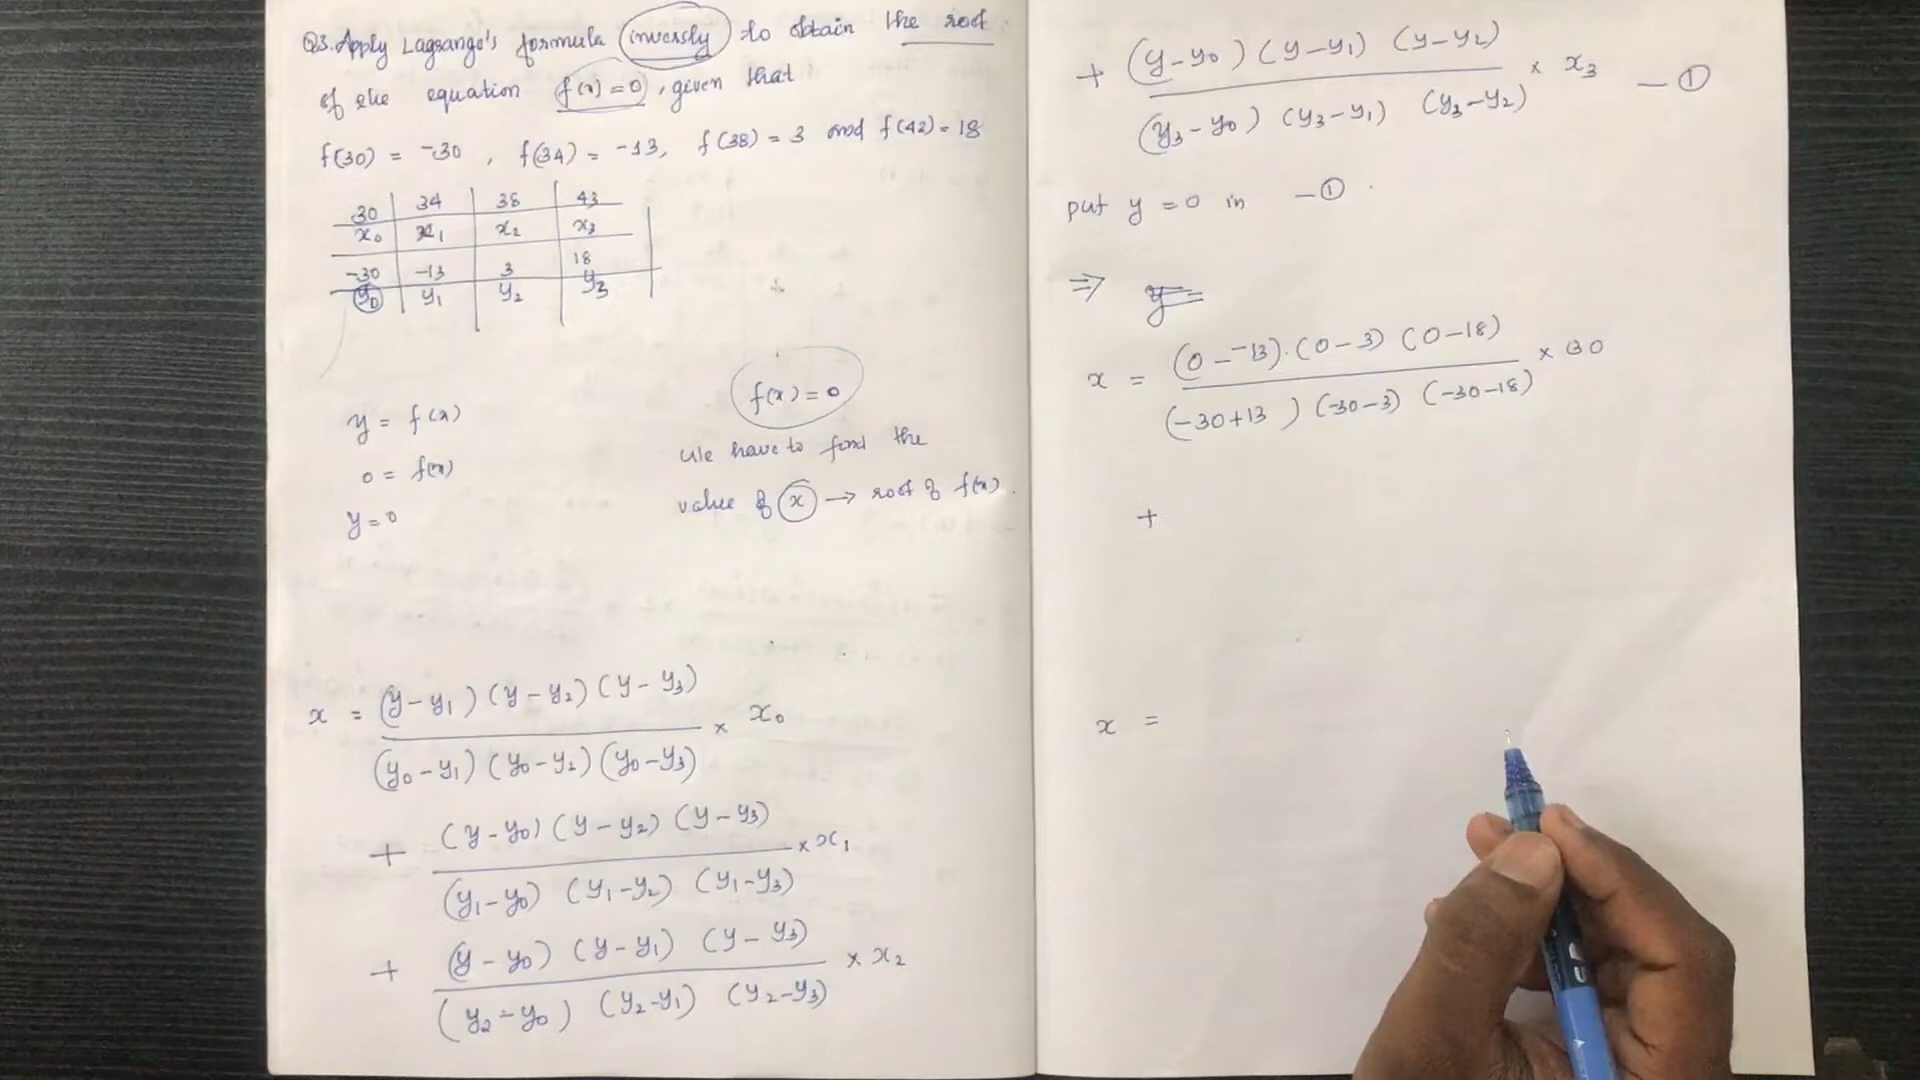 Q3. Apply Lagrange's formula inversly to obtain the root
of the equation f(x) = 0, given that
f(30) = -30, f(34) = -13, f(38) = 3 and f(42) = 18
30 34 38 43
x₀ x₁ x₂ x₃
-30 -13 3 18
y₀ y₁ y₂ y₃
y = f(x)
0 = f(x)
y = 0
f(x) = 0
We have to find the
value of x → root of f(x).
x = (y-y₁) (y-y₂) (y-y₃)
(y₀-y₁) (y₀-y₂) (y₀-y₃) × x₀
+ (y-y₀) (y-y₂) (y-y₃)
(y₁-y₀) (y₁-y₂) (y₁-y₃) × x₁
+ (y-y₀) (y-y₁) (y-y₃)
(y₂-y₀) (y₂-y₁) (y₂-y₃) × x₂
+ (y-y₀) (y-y₁) (y-y₂)
(y₃-y₀) (y₃-y₁) (y₃-y₂) × x₃ — ①
put y = 0 in — ①
⇒ y =
x = (0--13).(0-3) (0-18)
(-30+13) (-30-3) (-30-18) × 30
+
x =